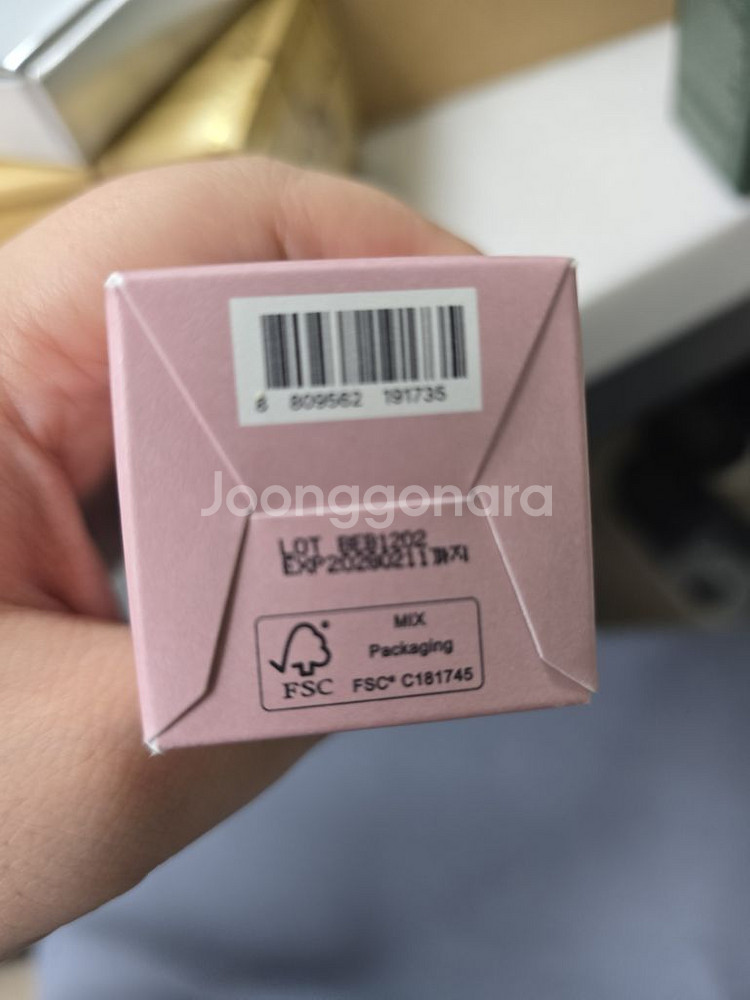 8 809562 191735
Joonggonara
LOT BEB1202
EXP20280211까지
MIX
Packaging
FSC
FSC® C181745